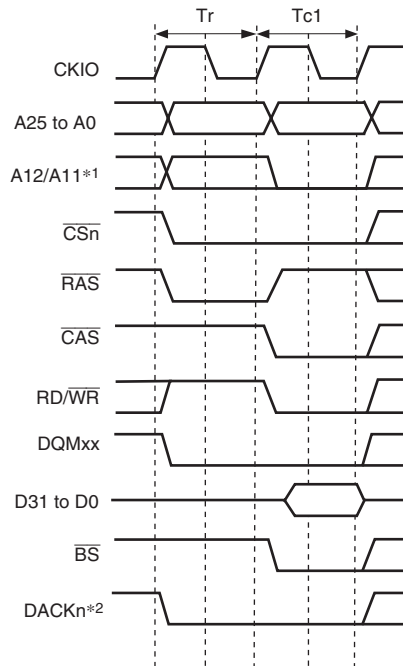 Tr Tc1
CKIO
A25 to A0
A12/A11*1
CSn
RAS
CAS
RD/WR
DQMxx
D31 to D0
BS
DACKn*2